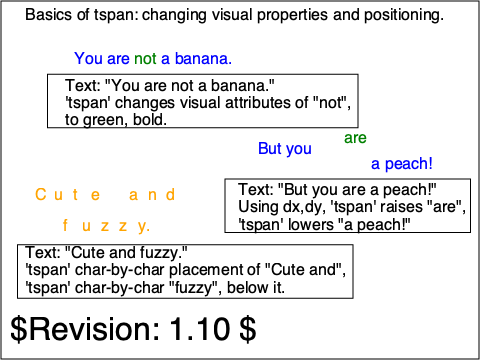 Basics of tspan: changing visual properties and positioning.
You are not a banana.
Text: "You are not a banana."
'tspan' changes visual attributes of "not",
to green, bold.
But you are a peach!
Text: "But you are a peach!"
Using dx,dy, 'tspan' raises "are",
'tspan' lowers "a peach!"
C u t e a n d
f u z z y.
Text: "Cute and fuzzy."
'tspan' char-by-char placement of "Cute and",
'tspan' char-by-char "fuzzy", below it.
$Revision: 1.10 $